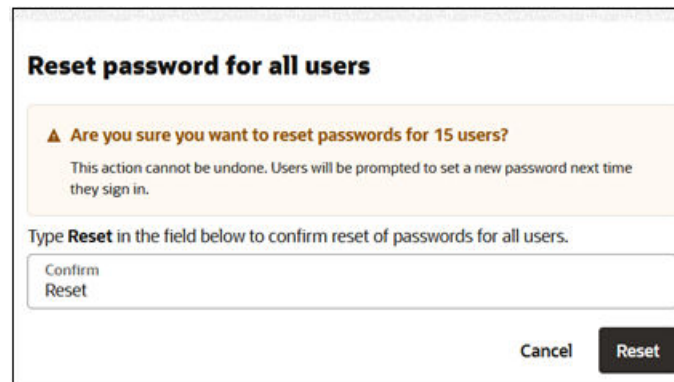 Reset password for all users
Are you sure you want to reset passwords for 15 users?
This action cannot be undone. Users will be prompted to set a new password next time
they sign in.
Type Reset in the field below to confirm reset of passwords for all users.
Confirm
Reset
Cancel Reset